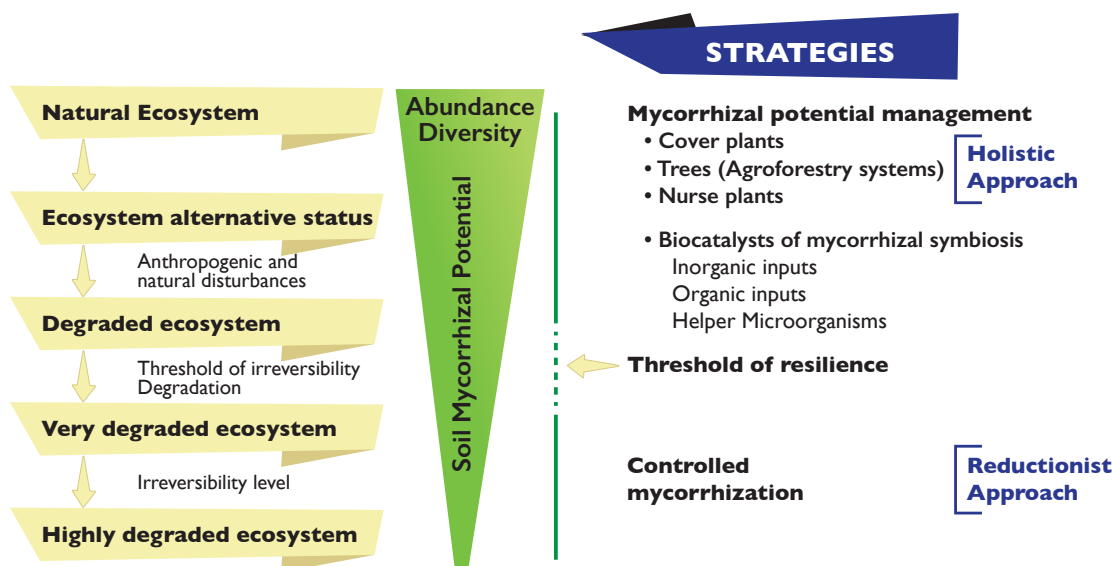 STRATEGIES
Natural Ecosystem
Ecosystem alternative status
Anthropogenic and
natural disturbances
Degraded ecosystem
Threshold of irreversibility
Degradation
Very degraded ecosystem
Irreversibility level
Highly degraded ecosystem
Abundance
Diversity
Soil Mycorrhizal Potential
Mycorrhizal potential management
• Cover plants
• Trees (Agroforestry systems)
• Nurse plants
Holistic
Approach
• Biocatalysts of mycorrhizal symbiosis
Inorganic inputs
Organic inputs
Helper Microorganisms
Threshold of resilience
Controlled
mycorrhization
Reductionist
Approach